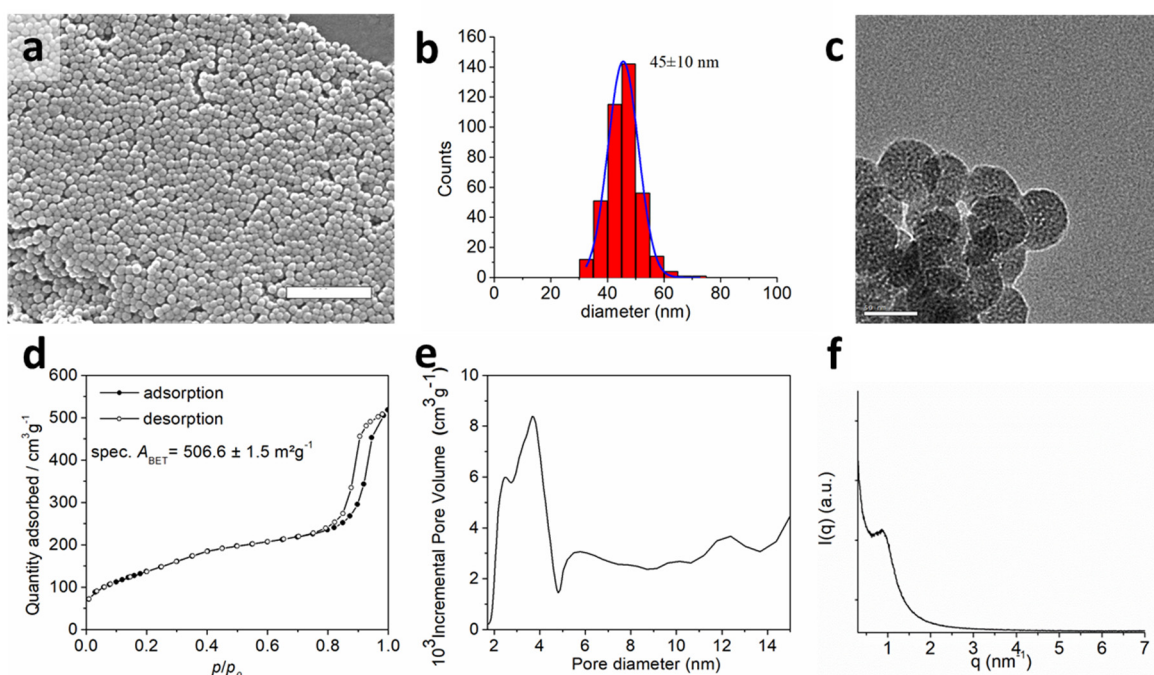 a
b
160
140
120
100
80
60
40
20
0
Counts
45±10 nm
0 20 40 60 80 100
diameter (nm)
c
d
600
500
400
300
200
100
0
Quantity adsorbed / cm³g⁻¹
adsorption
desorption
spec. A_BET = 506.6 ± 1.5 m²g⁻¹
0.0 0.2 0.4 0.6 0.8 1.0
p/p₀
e
10
8
6
4
2
0
10³Incremental Pore Volume (cm³g-1)
2 4 6 8 10 12 14
Pore diameter (nm)
f
I(q) (a.u.)
1 2 3 4 5 6 7
q (nm⁻¹)